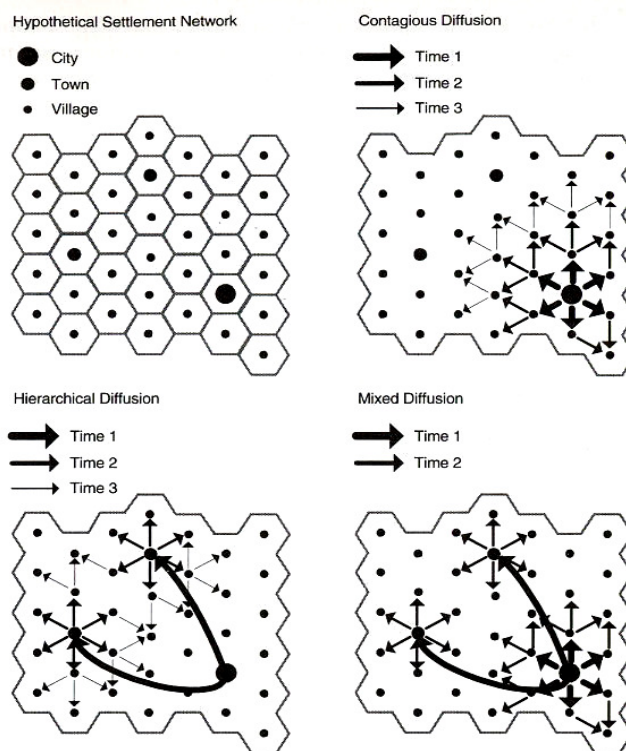 Hypothetical Settlement Network
City
Town
Village
Contagious Diffusion
Time 1
Time 2
Time 3
Hierarchical Diffusion
Time 1
Time 2
Time 3
Mixed Diffusion
Time 1
Time 2